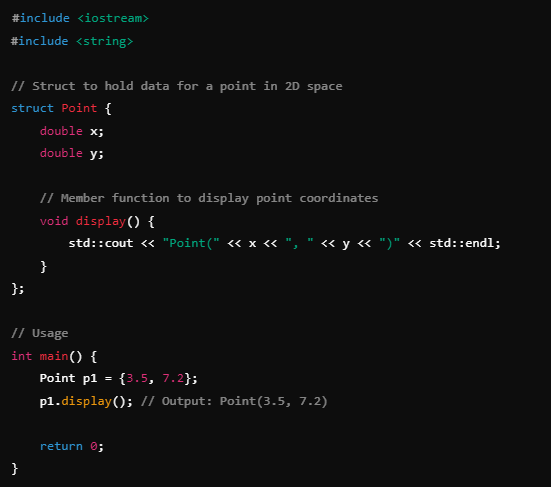 #include <iostream>
#include <string>

// Struct to hold data for a point in 2D space
struct Point {
    double x;
    double y;

    // Member function to display point coordinates
    void display() {
        std::cout << "Point(" << x << ", " << y << ")" << std::endl;
    }
};

// Usage
int main() {
    Point p1 = {3.5, 7.2};
    p1.display(); // Output: Point(3.5, 7.2)

    return 0;
}